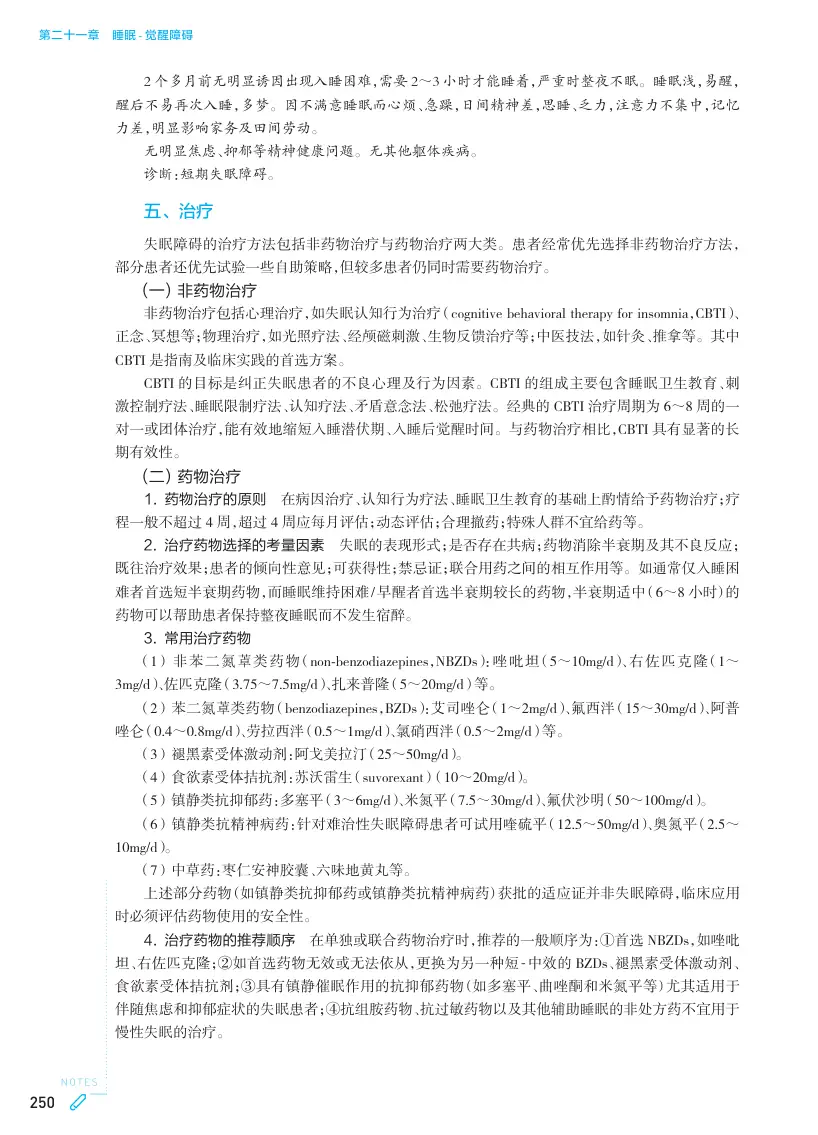 第二十一章　睡眠-觉醒障碍
2个多月前无明显诱因出现入睡困难,需要2～3小时才能睡着,严重时整夜不眠。睡眠浅,易醒,
醒后不易再次入睡,多梦。因不满意睡眠而心烦、急躁,日间精神差,思睡、乏力,注意力不集中,记忆
力差,明显影响家务及田间劳动。
无明显焦虑、抑郁等精神健康问题。无其他躯体疾病。
诊断:短期失眠障碍。
五、治疗
失眠障碍的治疗方法包括非药物治疗与药物治疗两大类。患者经常优先选择非药物治疗方法,
部分患者还优先试验一些自助策略,但较多患者仍同时需要药物治疗。
(一) 非药物治疗
非药物治疗包括心理治疗,如失眠认知行为治疗(cognitive behavioral therapy for insomnia,CBTI)、
正念、冥想等;物理治疗,如光照疗法、经颅磁刺激、生物反馈治疗等;中医技法,如针灸、推拿等。其中
CBTI 是指南及临床实践的首选方案。
CBTI 的目标是纠正失眠患者的不良心理及行为因素。CBTI 的组成主要包含睡眠卫生教育、刺
激控制疗法、睡眠限制疗法、认知疗法、矛盾意念法、松弛疗法。经典的 CBTI 治疗周期为 6～8 周的一
对一或团体治疗,能有效地缩短入睡潜伏期、入睡后觉醒时间。与药物治疗相比,CBTI 具有显著的长
期有效性。
(二) 药物治疗
1. 药物治疗的原则　在病因治疗、认知行为疗法、睡眠卫生教育的基础上酌情给予药物治疗;疗
程一般不超过 4 周,超过 4 周应每月评估;动态评估;合理撤药;特殊人群不宜给药等。
2. 治疗药物选择的考量因素　失眠的表现形式;是否存在共病;药物消除半衰期及其不良反应;
既往治疗效果;患者的倾向性意见;可获得性;禁忌证;联合用药之间的相互作用等。如通常仅入睡困
难者首选短半衰期药物,而睡眠维持困难/早醒者首选半衰期较长的药物,半衰期适中(6～8 小时)的
药物可以帮助患者保持整夜睡眠而不发生宿醉。
3. 常用治疗药物
(1) 非苯二氮䓬类药物(non-benzodiazepines,NBZDs):唑吡坦(5～10mg/d)、右佐匹克隆(1～
3mg/d)、佐匹克隆(3.75～7.5mg/d)、扎来普隆(5～20mg/d)等。
(2) 苯二氮䓬类药物(benzodiazepines,BZDs):艾司唑仑(1～2mg/d)、氟西泮(15～30mg/d)、阿普
唑仑(0.4～0.8mg/d)、劳拉西泮(0.5～1mg/d)、氯硝西泮(0.5～2mg/d)等。
(3) 褪黑素受体激动剂:阿戈美拉汀(25～50mg/d)。
(4) 食欲素受体拮抗剂:苏沃雷生(suvorexant)(10～20mg/d)。
(5) 镇静类抗抑郁药:多塞平(3～6mg/d)、米氮平(7.5～30mg/d)、氟伏沙明(50～100mg/d)。
(6) 镇静类抗精神病药:针对难治性失眠障碍患者可试用喹硫平(12.5～50mg/d)、奥氮平(2.5～
10mg/d)。
(7) 中草药:枣仁安神胶囊、六味地黄丸等。
上述部分药物(如镇静类抗抑郁药或镇静类抗精神病药)获批的适应证并非失眠障碍,临床应用
时必须评估药物使用的安全性。
4. 治疗药物的推荐顺序　在单独或联合药物治疗时,推荐的一般顺序为:①首选 NBZDs,如唑吡
坦、右佐匹克隆;②如首选药物无效或无法依从,更换为另一种短-中效的 BZDs、褪黑素受体激动剂、
食欲素受体拮抗剂;③具有镇静催眠作用的抗抑郁药物(如多塞平、曲唑酮和米氮平等)尤其适用于
伴随焦虑和抑郁症状的失眠患者;④抗组胺药物、抗过敏药物以及其他辅助睡眠的非处方药不宜用于
慢性失眠的治疗。
NOTES
250